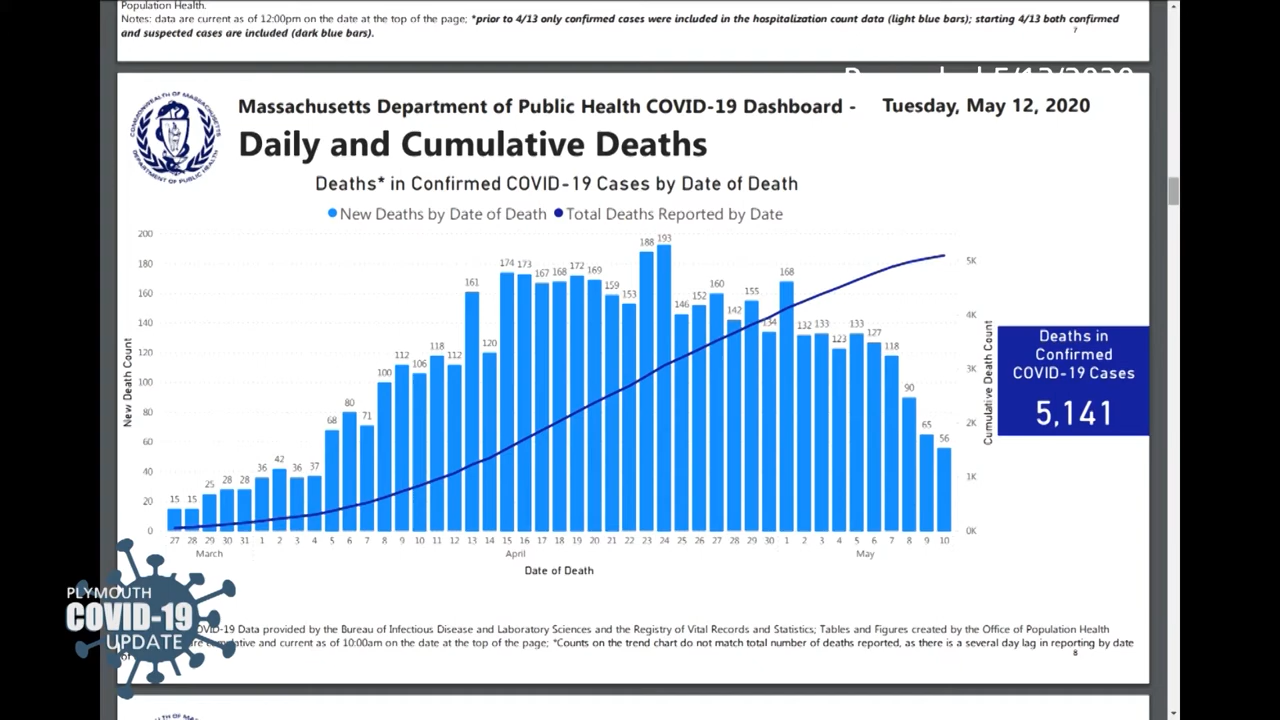 Population Health.
Notes: data are current as of 12:00pm on the date at the top of the page; *prior to 4/13 only confirmed cases were included in the hospitalization count data (light blue bars); starting 4/13 both confirmed
and suspected cases are included (dark blue bars).
7
COMMONWEALTH OF MASSACHUSETTS
DEPARTMENT OF PUBLIC HEALTH
Massachusetts Department of Public Health COVID-19 Dashboard - Tuesday, May 12, 2020
Daily and Cumulative Deaths
Deaths* in Confirmed COVID-19 Cases by Date of Death
New Deaths by Date of Death Total Deaths Reported by Date
New Death Count
200
180
160
140
120
100
80
60
40
20
0
15 15 25 28 28 36 42 36 37 68 80 71 100 112 106 118 112 161 120 174 173 167 168 172 169 159 153 188 193 146 152 160 142 155 134 168 132 133 123 133 127 118 90 65 56
5K
4K
3K
2K
1K
0K
Cumulative Death Count
27 28 29 30 31 1 2 3 4 5 6 7 8 9 10 11 12 13 14 15 16 17 18 19 20 21 22 23 24 25 26 27 28 29 30 1 2 3 4 5 6 7 8 9 10
March April May
Date of Death
Deaths in
Confirmed
COVID-19 Cases
5,141
PLYMOUTH
COVID-19
UPDATE
COVID-19 Data provided by the Bureau of Infectious Disease and Laboratory Sciences and the Registry of Vital Records and Statistics; Tables and Figures created by the Office of Population Health
are cumulative and current as of 10:00am on the date at the top of the page; *Counts on the trend chart do not match total number of deaths reported, as there is a several day lag in reporting by date
8